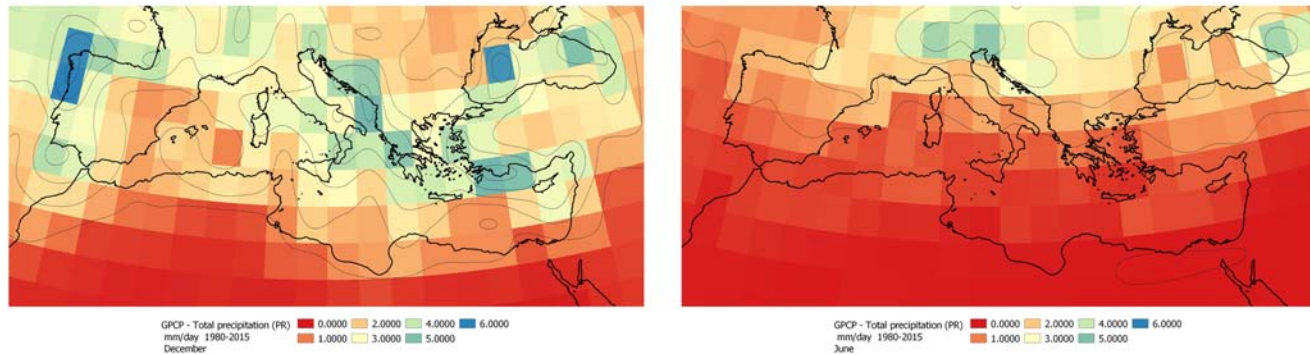 GPCP - Total precipitation (PR)
mm/day 1980-2015
December
0.0000 2.0000 4.0000 6.0000
1.0000 3.0000 5.0000
GPCP - Total precipitation (PR)
mm/day 1980-2015
June
0.0000 2.0000 4.0000 6.0000
1.0000 3.0000 5.0000